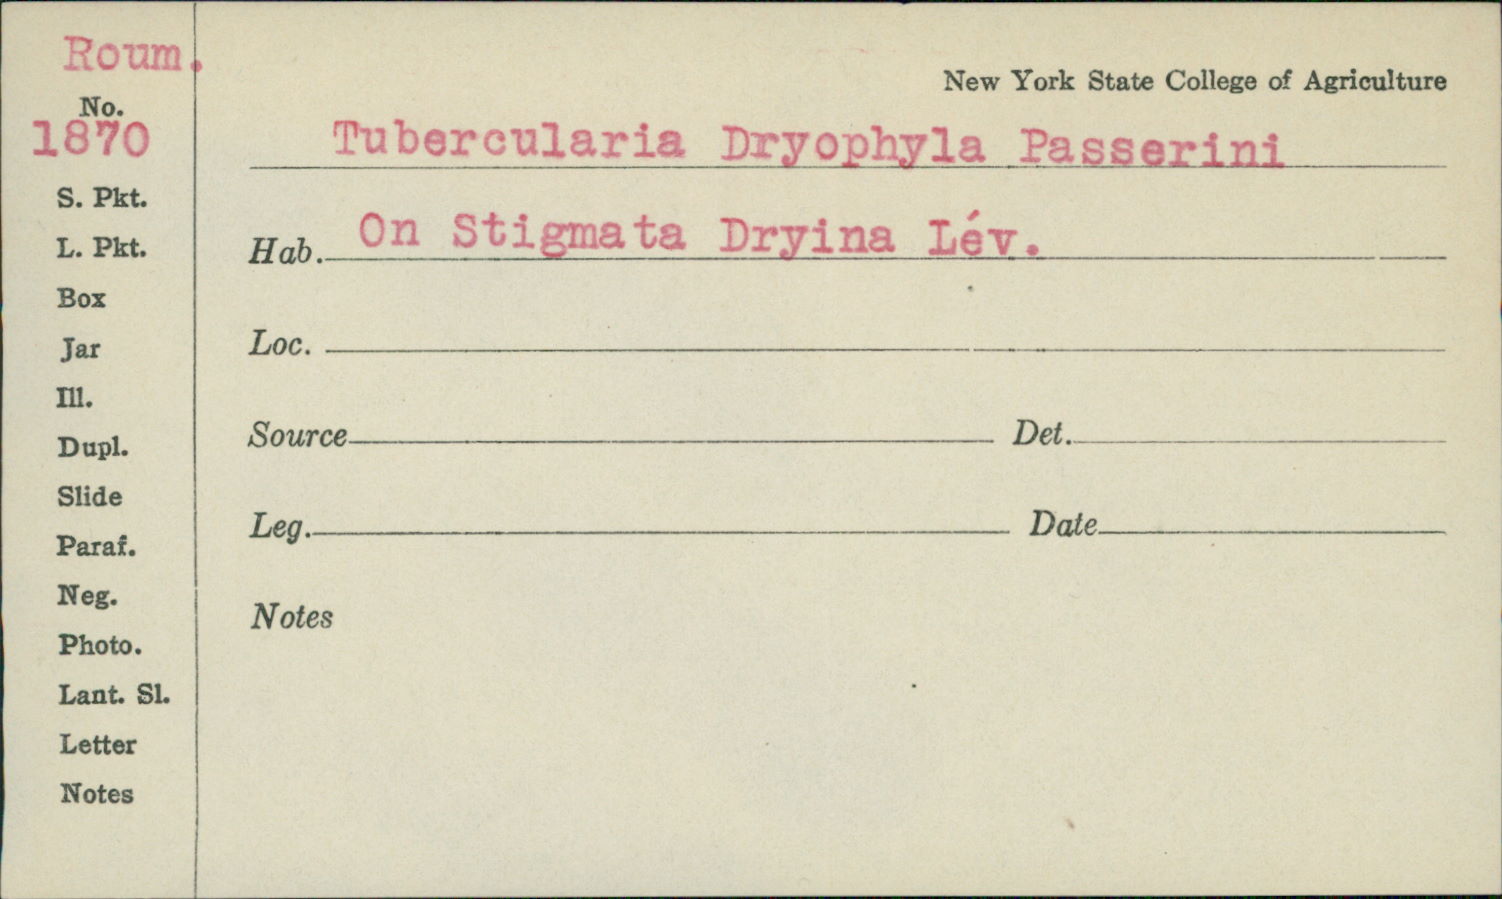 Roum.
No.
1870
S. Pkt.
L. Pkt.
Box
Jar
Ill.
Dupl.
Slide
Paraf.
Neg.
Photo.
Lant. Sl.
Letter
Notes
New York State College of Agriculture
Tubercularia Dryophyla Passerini
Hab. On Stigmata Dryina Lév.
Loc.
Source Det.
Leg. Date
Notes